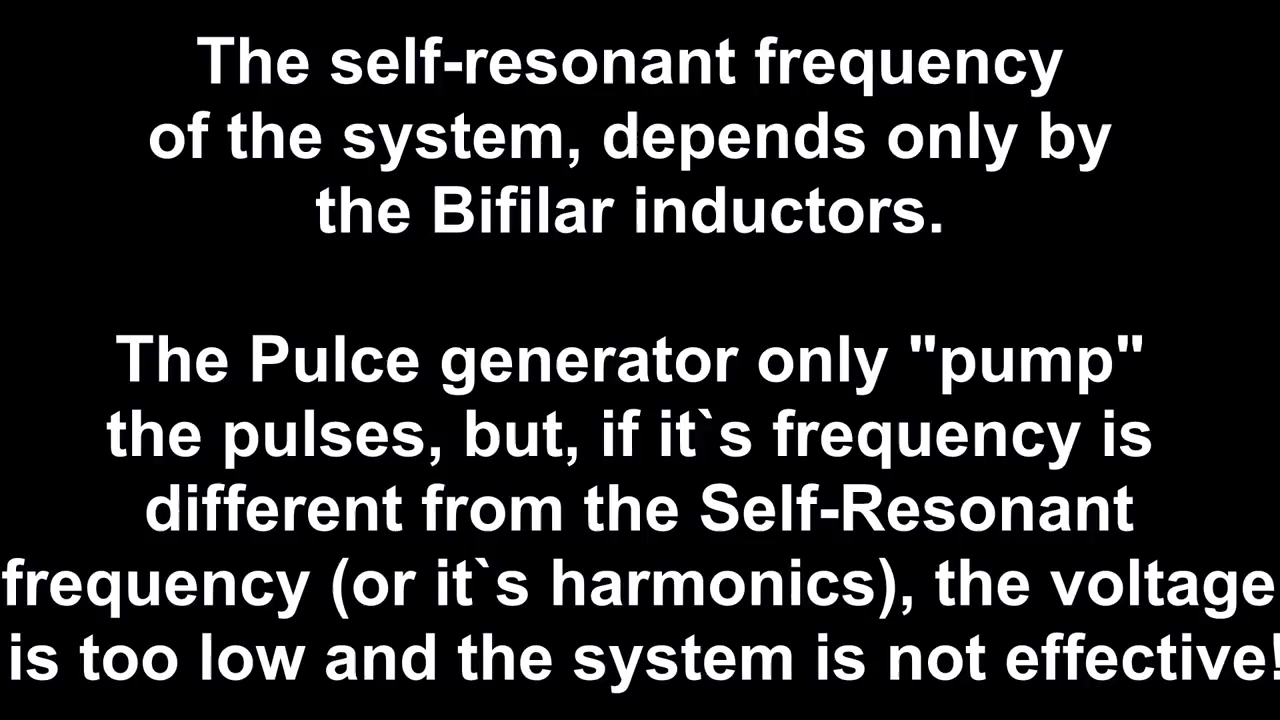 The self-resonant frequency
of the system, depends only by
the Bifilar inductors.
The Pulce generator only "pump"
the pulses, but, if it`s frequency is
different from the Self-Resonant
frequency (or it`s harmonics), the voltage
is too low and the system is not effective!